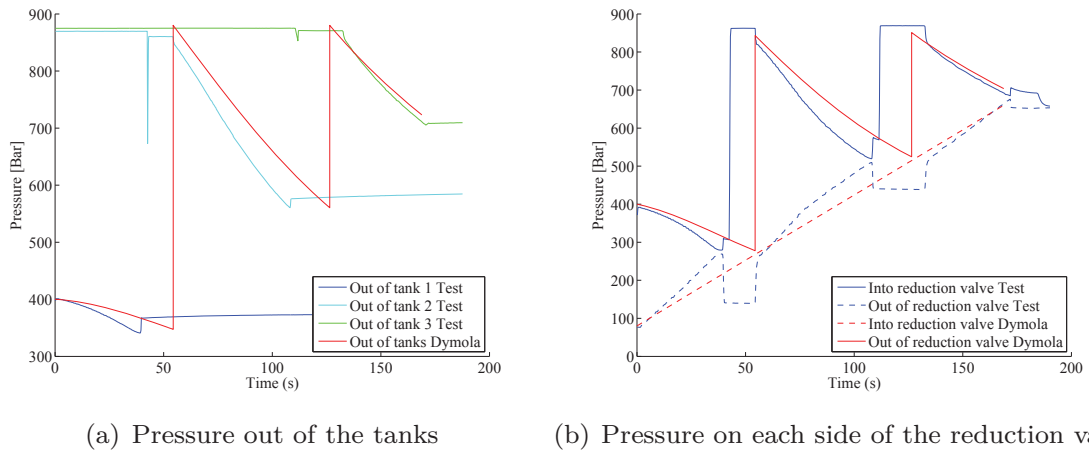 900
800
700
600
500
400
300
0
50
100
150
200
Pressure [Bar]
Time (s)
Out of tank 1 Test
Out of tank 2 Test
Out of tank 3 Test
Out of tanks Dymola
(a) Pressure out of the tanks
900
800
700
600
500
400
300
200
100
0
0
50
100
150
200
Pressure [Bar]
Time (s)
Into reduction valve Test
Out of reduction valve Test
Into reduction valve Dymola
Out of reduction valve Dymola
(b) Pressure on each side of the reduction va